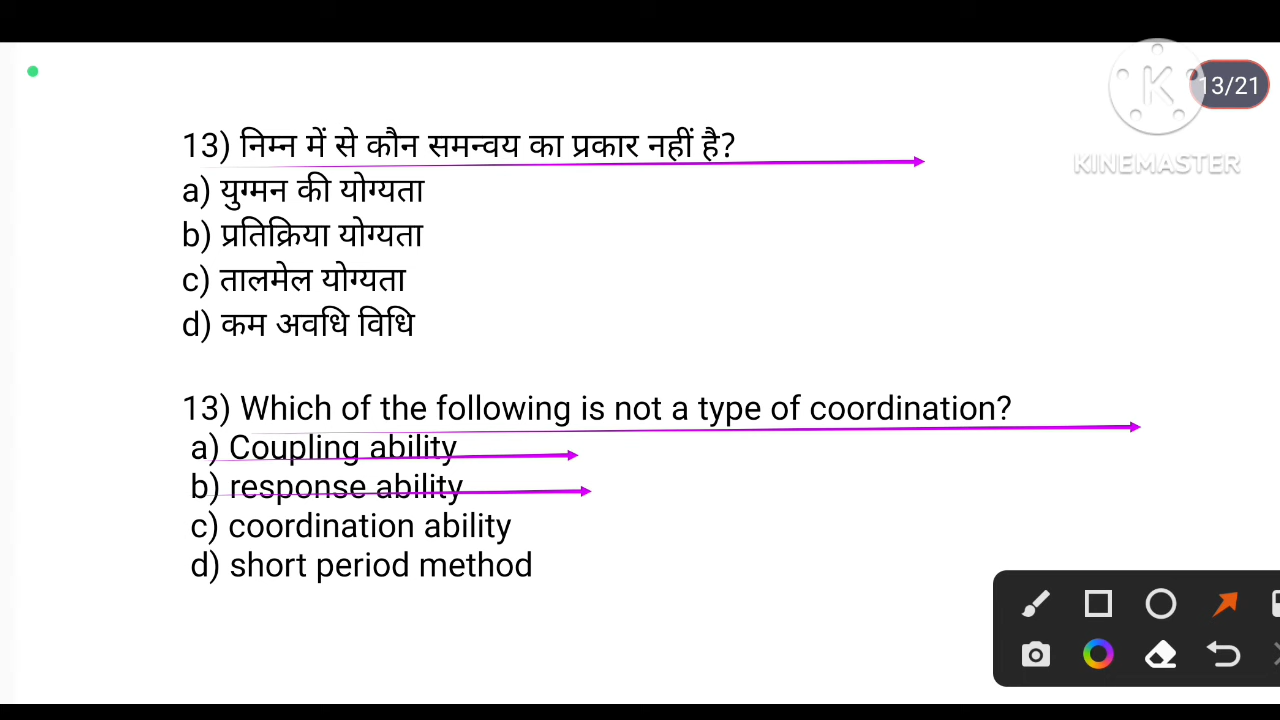 13/21
KINEMASTER
13) निम्न में से कौन समन्वय का प्रकार नहीं है?
a) युग्मन की योग्यता
b) प्रतिक्रिया योग्यता
c) तालमेल योग्यता
d) कम अवधि विधि
13) Which of the following is not a type of coordination?
a) Coupling ability
b) response ability
c) coordination ability
d) short period method